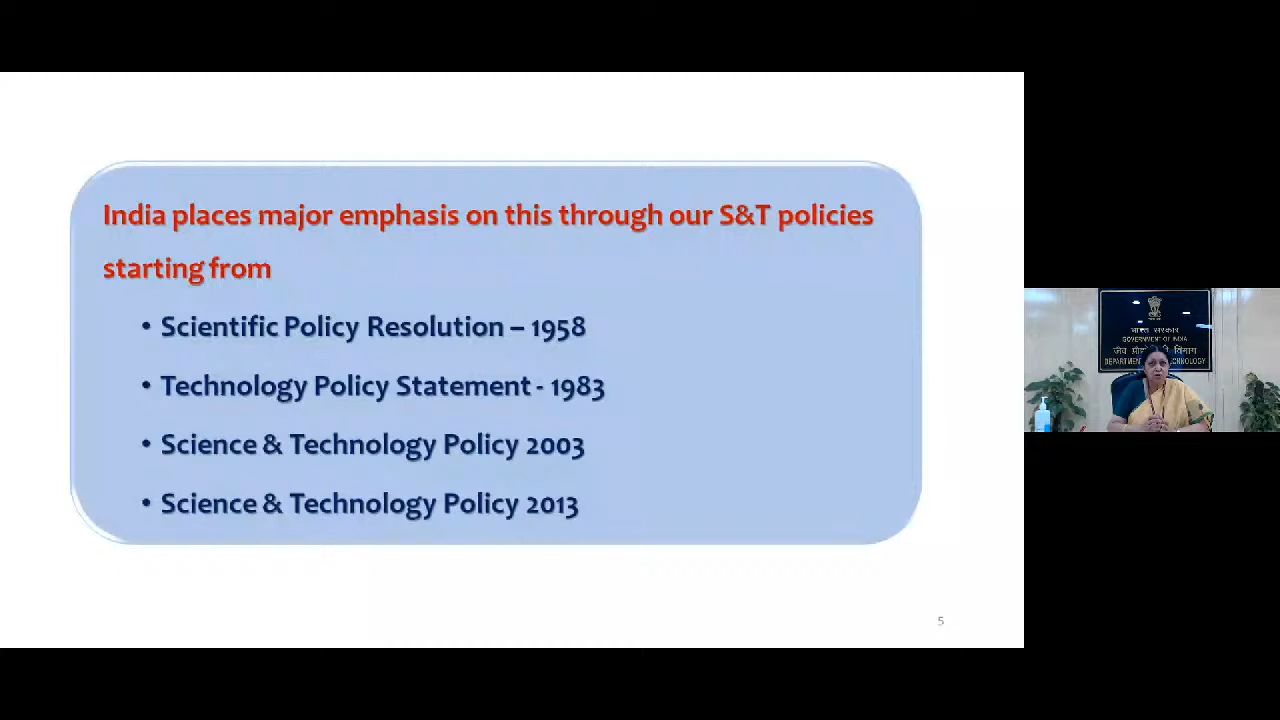 India places major emphasis on this through our S&T policies
starting from
• Scientific Policy Resolution – 1958
• Technology Policy Statement - 1983
• Science & Technology Policy 2003
• Science & Technology Policy 2013
5
भारत सरकार
GOVERNMENT OF INDIA
विभाग
DEPARTMENT